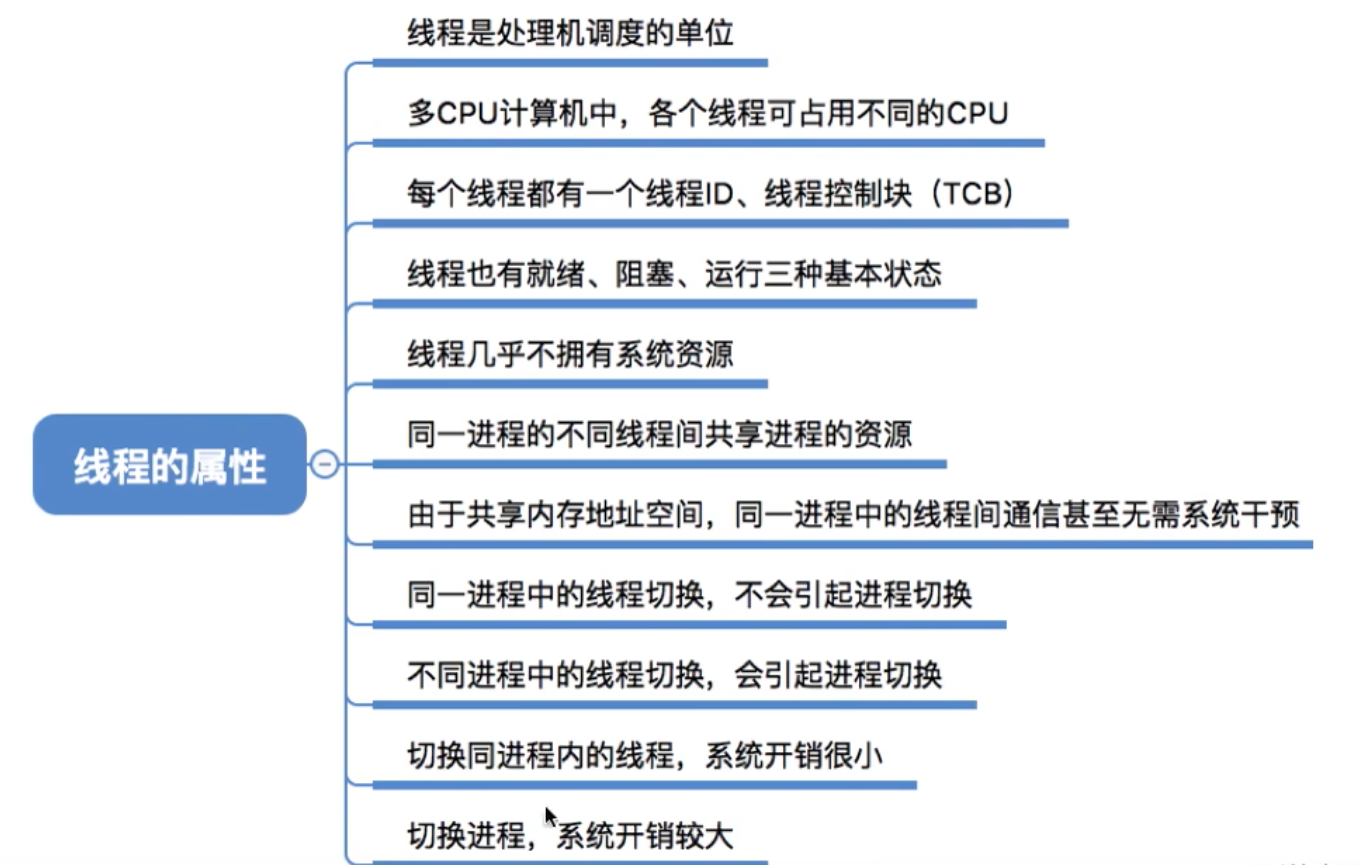 线程是处理机调度的单位
多CPU计算机中，各个线程可占用不同的CPU
每个线程都有一个线程ID、线程控制块（TCB）
线程也有就绪、阻塞、运行三种基本状态
线程几乎不拥有系统资源
线程的属性
同一进程的不同线程间共享进程的资源
由于共享内存地址空间，同一进程中的线程间通信甚至无需系统干预
同一进程中的线程切换，不会引起进程切换
不同进程中的线程切换，会引起进程切换
切换同进程内的线程，系统开销很小
切换进程，系统开销较大